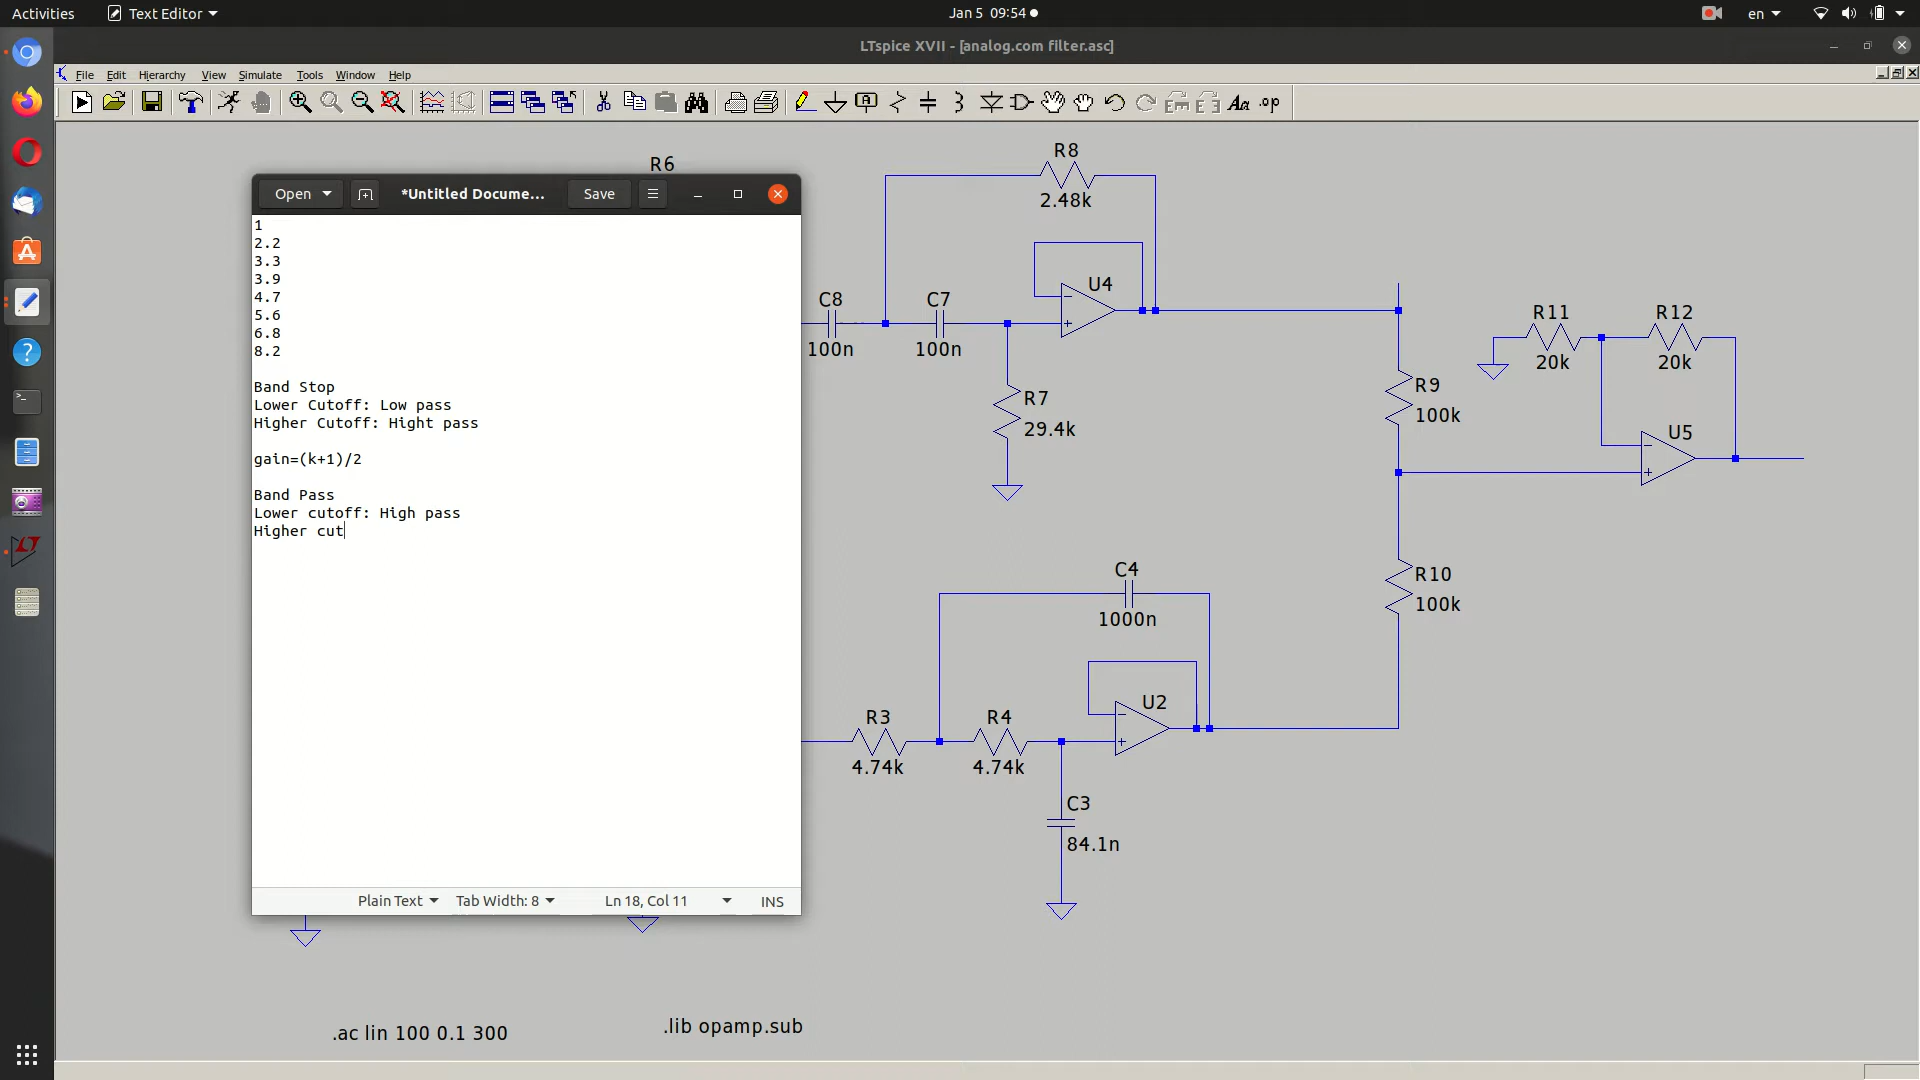 Activities
Text Editor
Jan 5 09:54
en
LTspice XVII - [analog.com filter.asc]
File Edit Hierarchy View Simulate Tools Window Help
.op
R6
Open
*Untitled Docume...
Save
1
2.2
3.3
3.9
4.7
5.6
6.8
8.2
Band Stop
Lower Cutoff: Low pass
Higher Cutoff: Hight pass
gain=(k+1)/2
Band Pass
Lower cutoff: High pass
Higher cut
Plain Text
Tab Width: 8
Ln 18, Col 11
INS
R8
2.48k
U4
C8
100n
C7
100n
R7
29.4k
R9
100k
R11
20k
R12
20k
U5
R10
100k
C4
1000n
U2
R3
4.74k
R4
4.74k
C3
84.1n
.ac lin 100 0.1 300
.lib opamp.sub